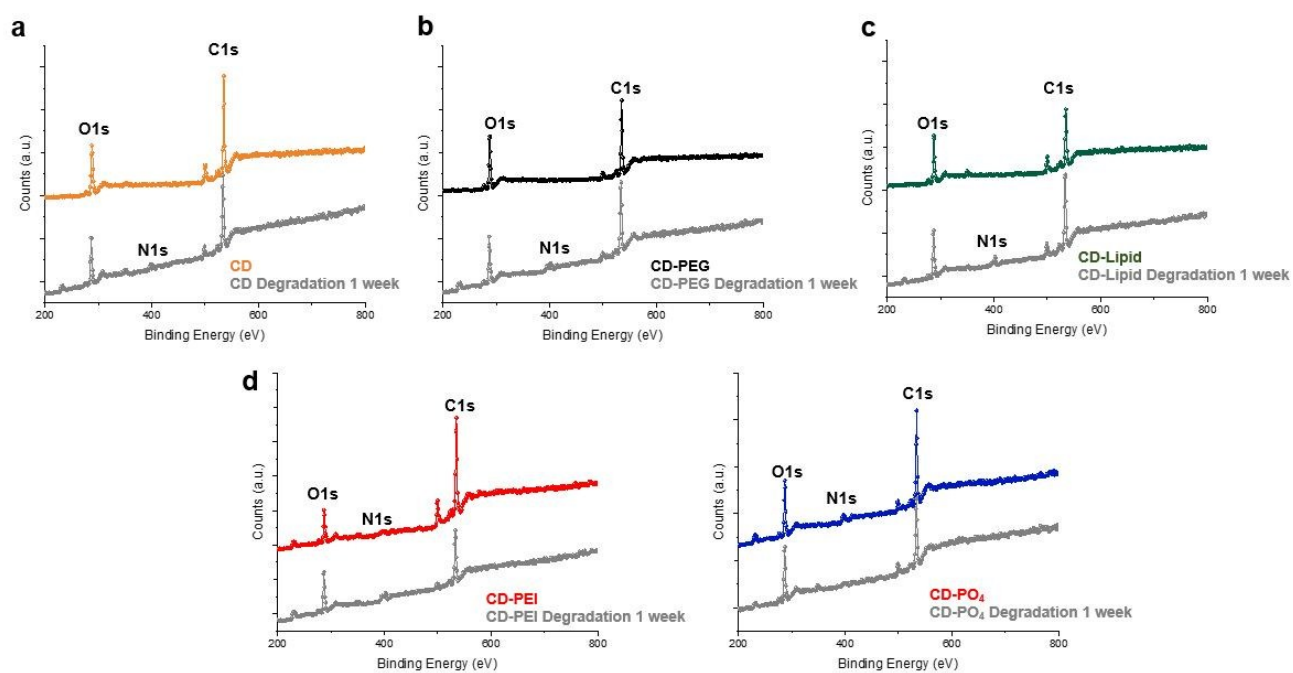 a
C1s
O1s
N1s
CD
CD Degradation 1 week
Counts (a.u.)
200 400 600 800
Binding Energy (eV)
b
C1s
O1s
N1s
CD-PEG
CD-PEG Degradation 1 week
Counts (a.u.)
200 400 600 800
Binding Energy (eV)
c
C1s
O1s
N1s
CD-Lipid
CD-Lipid Degradation 1 week
Counts (a.u.)
200 400 600 800
Binding Energy (eV)
d
C1s
O1s
N1s
CD-PEI
CD-PEI Degradation 1 week
Counts (a.u.)
200 400 600 800
Binding Energy (eV)
C1s
O1s
N1s
CD-PO₄
CD-PO₄ Degradation 1 week
Counts (a.u.)
200 400 600 800
Binding Energy (eV)